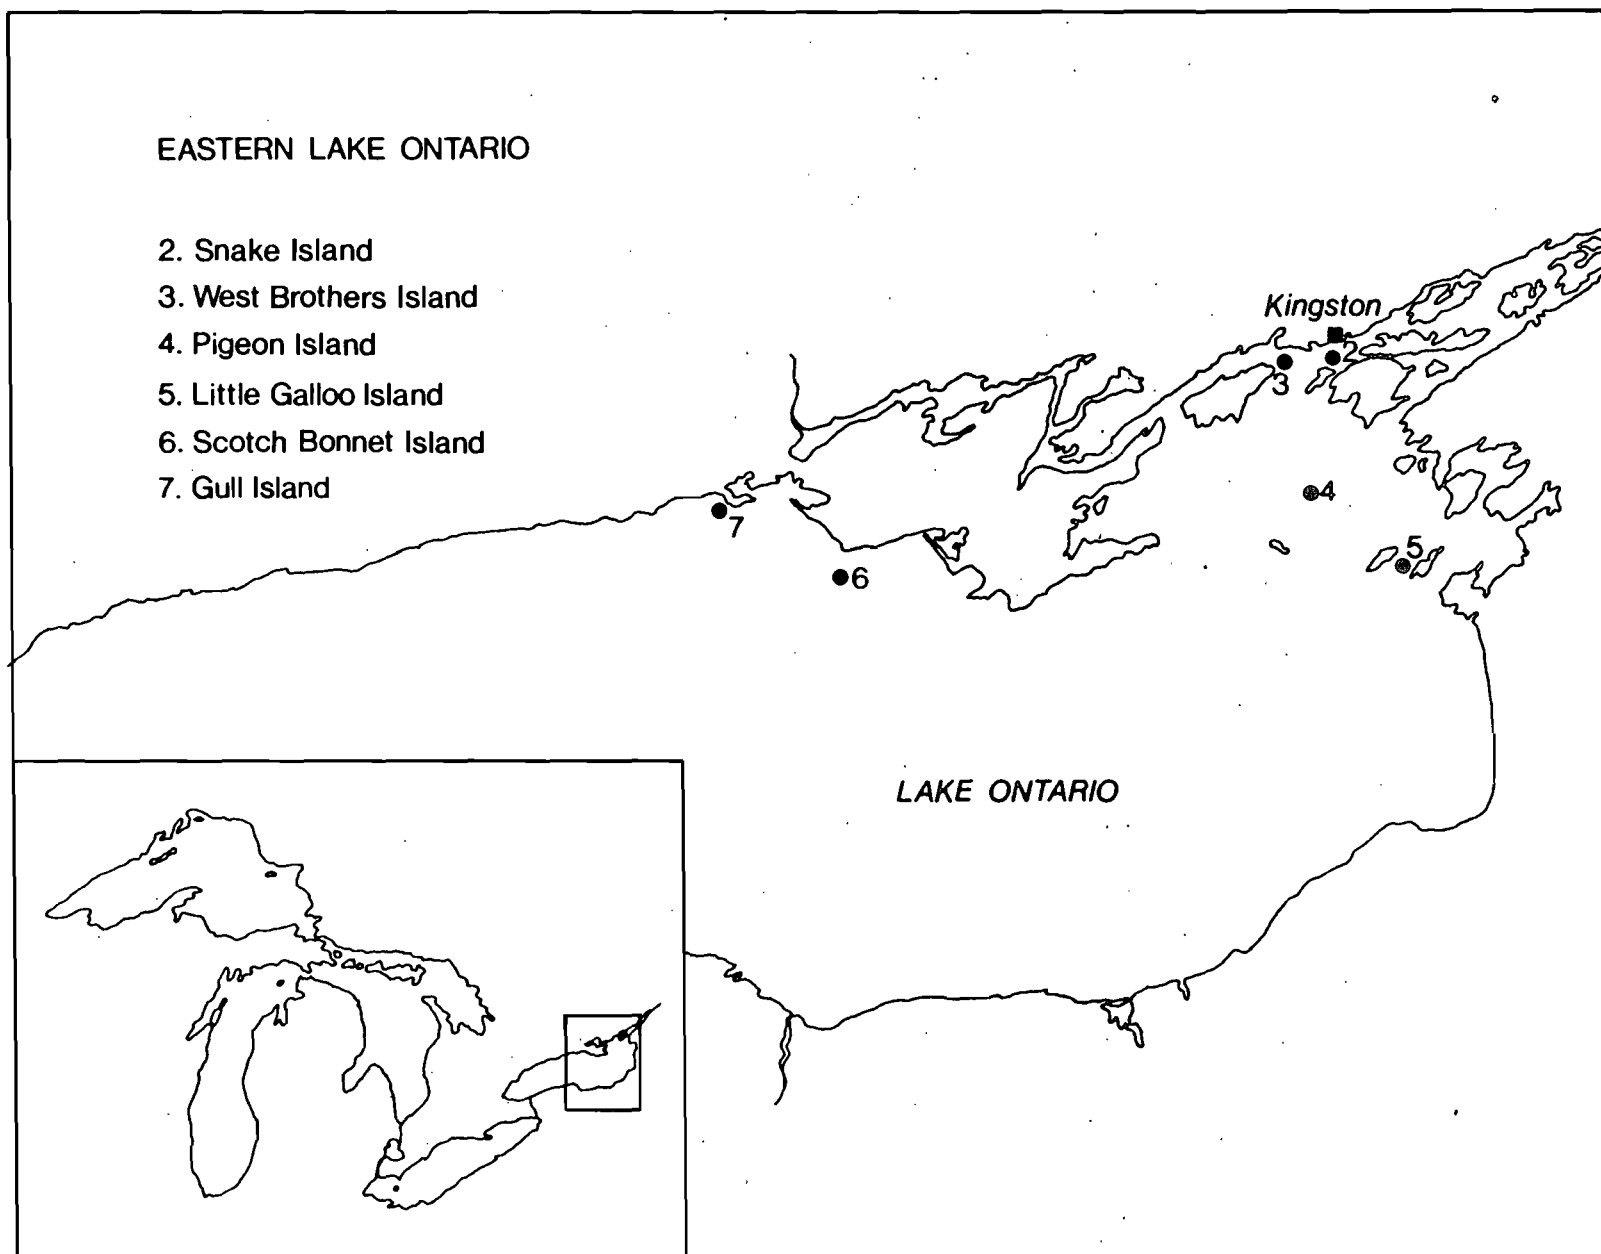 EASTERN LAKE ONTARIO
2. Snake Island
3. West Brothers Island
4. Pigeon Island
5. Little Galloo Island
6. Scotch Bonnet Island
7. Gull Island
Kingston
2
3
4
5
7
6
LAKE ONTARIO